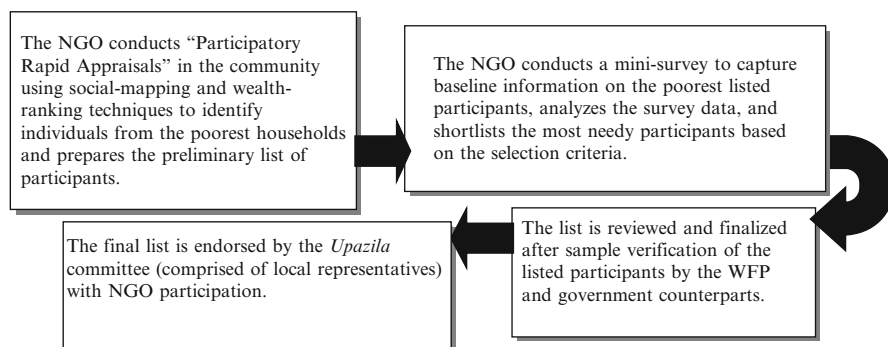 The NGO conducts “Participatory
Rapid Appraisals” in the community
using social-mapping and wealth-
ranking techniques to identify
individuals from the poorest households
and prepares the preliminary list of
participants.
The NGO conducts a mini-survey to capture
baseline information on the poorest listed
participants, analyzes the survey data, and
shortlists the most needy participants based
on the selection criteria.
The list is reviewed and finalized
after sample verification of the
listed participants by the WFP
and government counterparts.
The final list is endorsed by the Upazila
committee (comprised of local representatives)
with NGO participation.